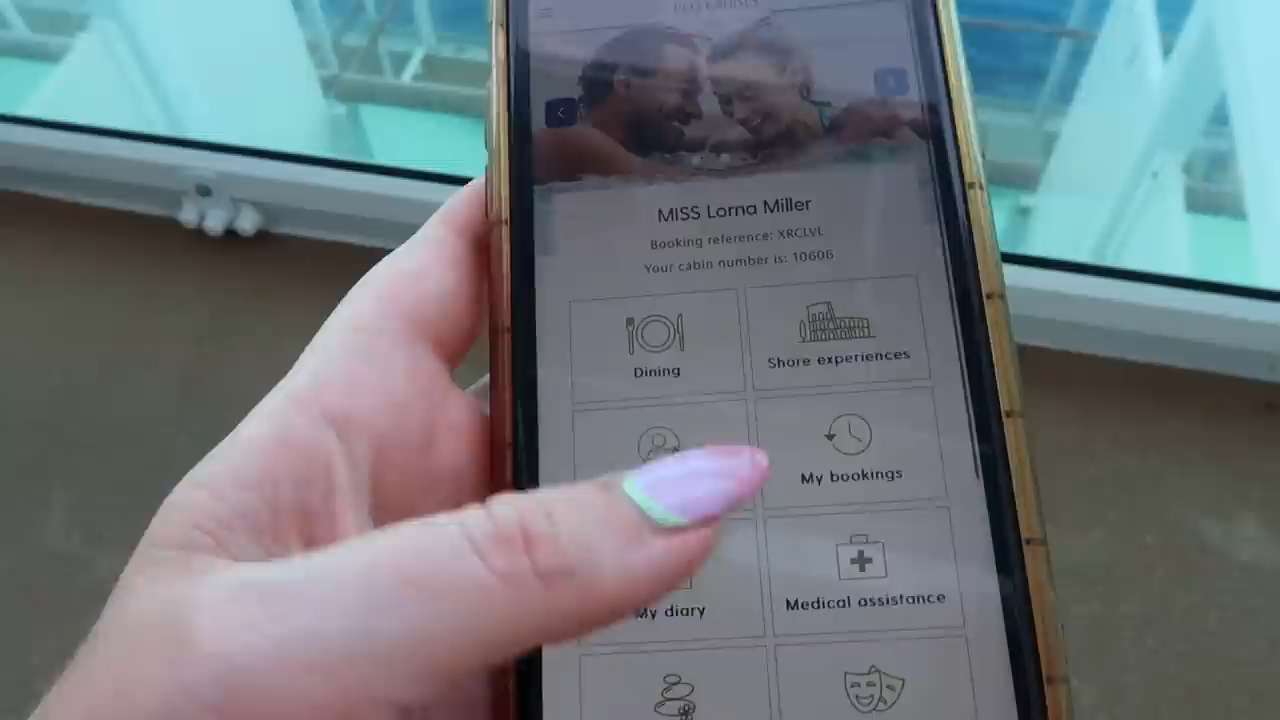 MISS Lorna Miller
Booking reference: XRCLVL
Your cabin number is: 10606
Dining
Shore experiences
My bookings
My diary
Medical assistance